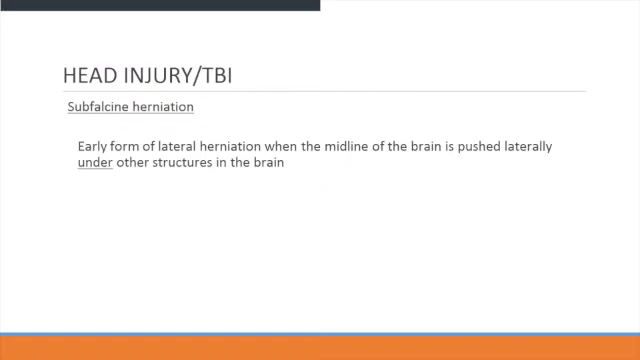 HEAD INJURY/TBI
Subfalcine herniation
Early form of lateral herniation when the midline of the brain is pushed laterally
under other structures in the brain